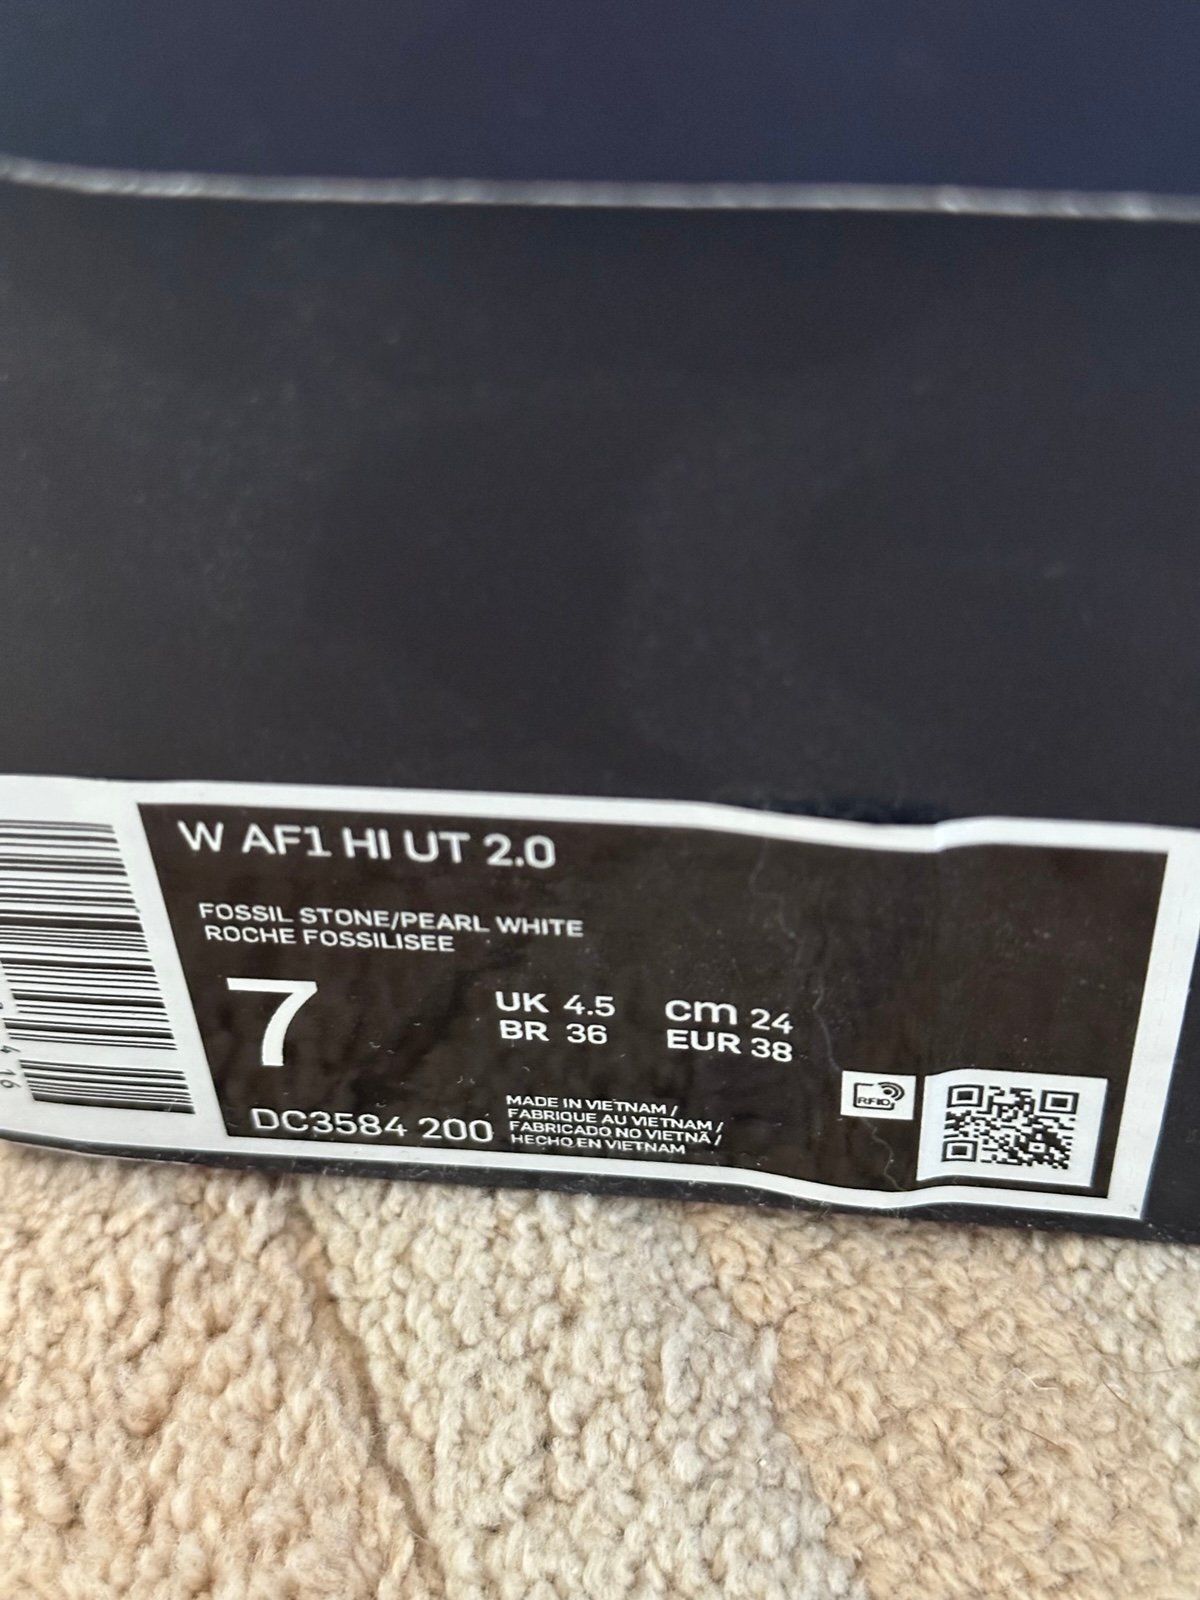 W AF1 HI UT 2.0
FOSSIL STONE/PEARL WHITE
ROCHE FOSSILISEE
7
UK 4.5
cm 24
BR 36
EUR 38
DC3584 200
MADE IN VIETNAM /
FABRIQUE AU VIETNAM /
FABRICADO NO VIETNÃ /
HECHO EN VIETNAM
RFID